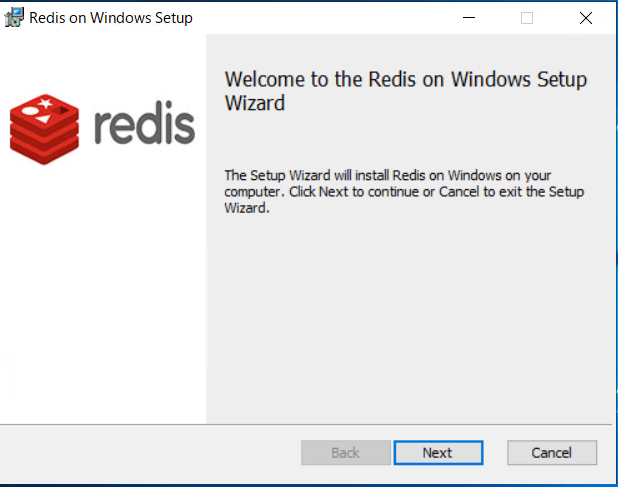 Redis on Windows Setup
redis
Welcome to the Redis on Windows Setup
Wizard
The Setup Wizard will install Redis on Windows on your
computer. Click Next to continue or Cancel to exit the Setup
Wizard.
Back
Next
Cancel